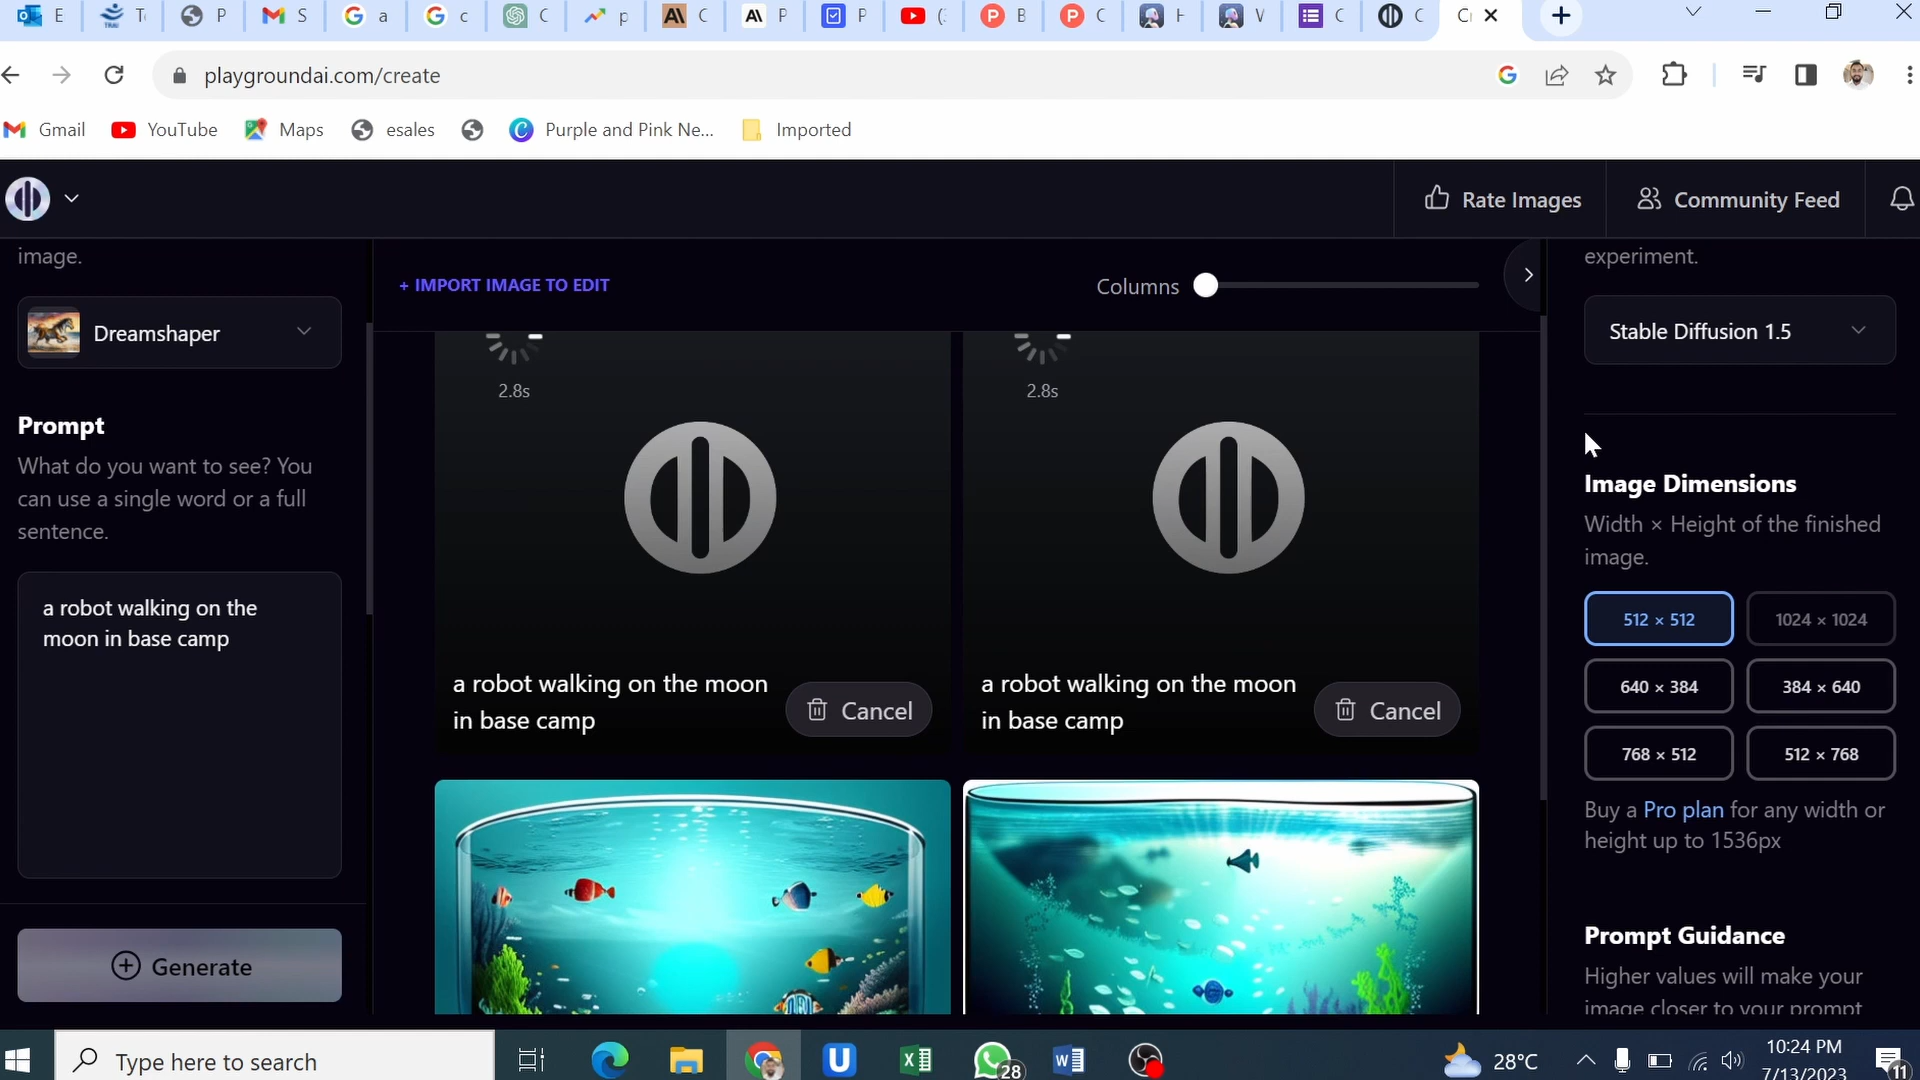 E
To
P
S
a
c
C
p
C
P
P
(:
B
C
H
V
C
C
C
playgroundai.com/create
Gmail
YouTube
Maps
esales
Purple and Pink Ne...
Imported
Rate Images
Community Feed
image.
Dreamshaper
Prompt
What do you want to see? You
can use a single word or a full
sentence.
a robot walking on the
moon in base camp
Generate
+ IMPORT IMAGE TO EDIT
Columns
2.8s
a robot walking on the moon
in base camp
Cancel
2.8s
a robot walking on the moon
in base camp
Cancel
experiment.
Stable Diffusion 1.5
Image Dimensions
Width × Height of the finished
image.
512 × 512
1024 × 1024
640 × 384
384 × 640
768 × 512
512 × 768
Buy a Pro plan for any width or
height up to 1536px
Prompt Guidance
Higher values will make your
image closer to your prompt
Type here to search
28
28°C
10:24 PM
7/13/2023
11